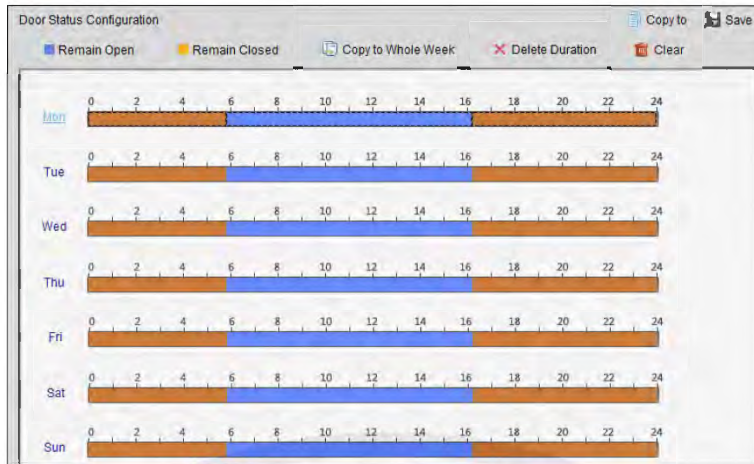 Door Status Configuration Copy to Save
Remain Open Remain Closed Copy to Whole Week Delete Duration Clear
0 2 4 6 8 10 12 14 16 18 20 22 24
Mon
0 2 4 6 8 10 12 14 16 18 20 22 24
Tue
0 2 4 6 8 10 12 14 16 18 20 22 24
Wed
0 2 4 6 8 10 12 14 16 18 20 22 24
Thu
0 2 4 6 8 10 12 14 16 18 20 22 24
Fri
0 2 4 6 8 10 12 14 16 18 20 22 24
Sat
0 2 4 6 8 10 12 14 16 18 20 22 24
Sun